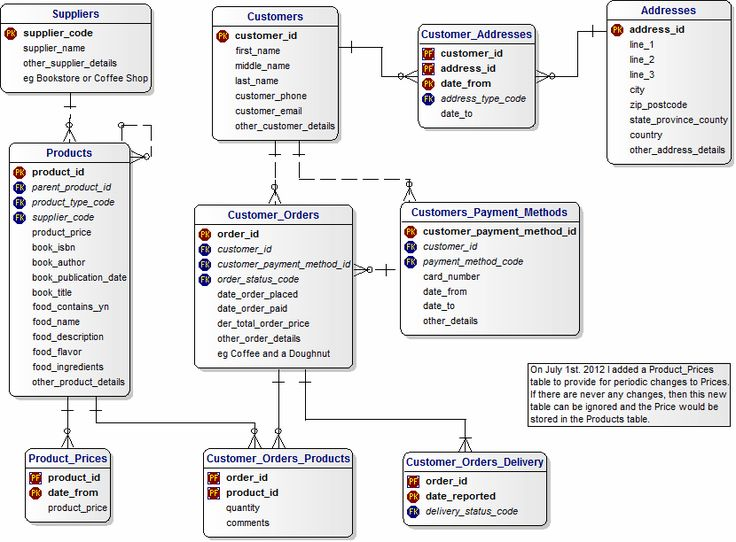 Suppliers
PK supplier_code
supplier_name
other_supplier_details
eg Bookstore or Coffee Shop
Customers
PK customer_id
first_name
middle_name
last_name
customer_phone
customer_email
other_customer_details
Customer_Addresses
PF customer_id
PF address_id
PK date_from
FK address_type_code
date_to
Addresses
PK address_id
line_1
line_2
line_3
city
zip_postcode
state_province_county
country
other_address_details
Products
PK product_id
FK parent_product_id
FK product_type_code
FK supplier_code
product_price
book_isbn
book_author
book_publication_date
book_title
food_contains_yn
food_name
food_description
food_flavor
food_ingredients
other_product_details
Customer_Orders
PK order_id
FK customer_id
FK customer_payment_method_id
FK order_status_code
date_order_placed
date_order_paid
der_total_order_price
other_order_details
eg Coffee and a Doughnut
Customers_Payment_Methods
PK customer_payment_method_id
FK customer_id
FK payment_method_code
card_number
date_from
date_to
other_details
On July 1st. 2012 I added a Product_Prices
table to provide for periodic changes to Prices.
If there are never any changes, then this new
table can be ignored and the Price would be
stored in the Products table.
Product_Prices
PF product_id
PK date_from
product_price
Customer_Orders_Products
PF order_id
PF product_id
quantity
comments
Customer_Orders_Delivery
PF order_id
PK date_reported
FK delivery_status_code